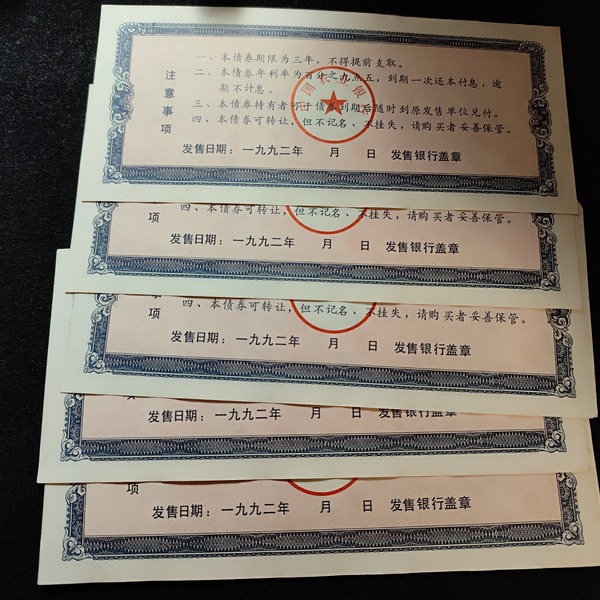 注意事项
一、本债券期限为三年，不得提前支取。
二、本债券年利率为百分之九点五，到期一次还本付息，逾
期不计息。
三、本债券持有者可于债券到期后随时到原发售单位兑付。
四、本债券可转让，但不记名、不挂失，请购买者妥善保管。
发售日期：一九九二年 月 日 发售银行盖章
中国农业银行
项
四、本债券可转让，但不记名、不挂失，请购买者妥善保管。
发售日期：一九九二年 月 日 发售银行盖章
事项
四、本债券可转让，但不记名、不挂失，请购买者妥善保管。
发售日期：一九九二年 月 日 发售银行盖章
项
发售日期：一九九二年 月 日 发售银行盖章
项
发售日期：一九九二年 月 日 发售银行盖章